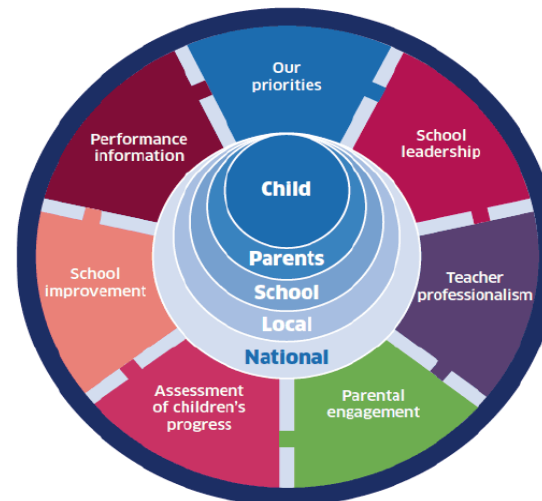 Our
priorities
School
leadership
Teacher
professionalism
Parental
engagement
Assessment
of children's
progress
School
improvement
Performance
information
Child
Parents
School
Local
National